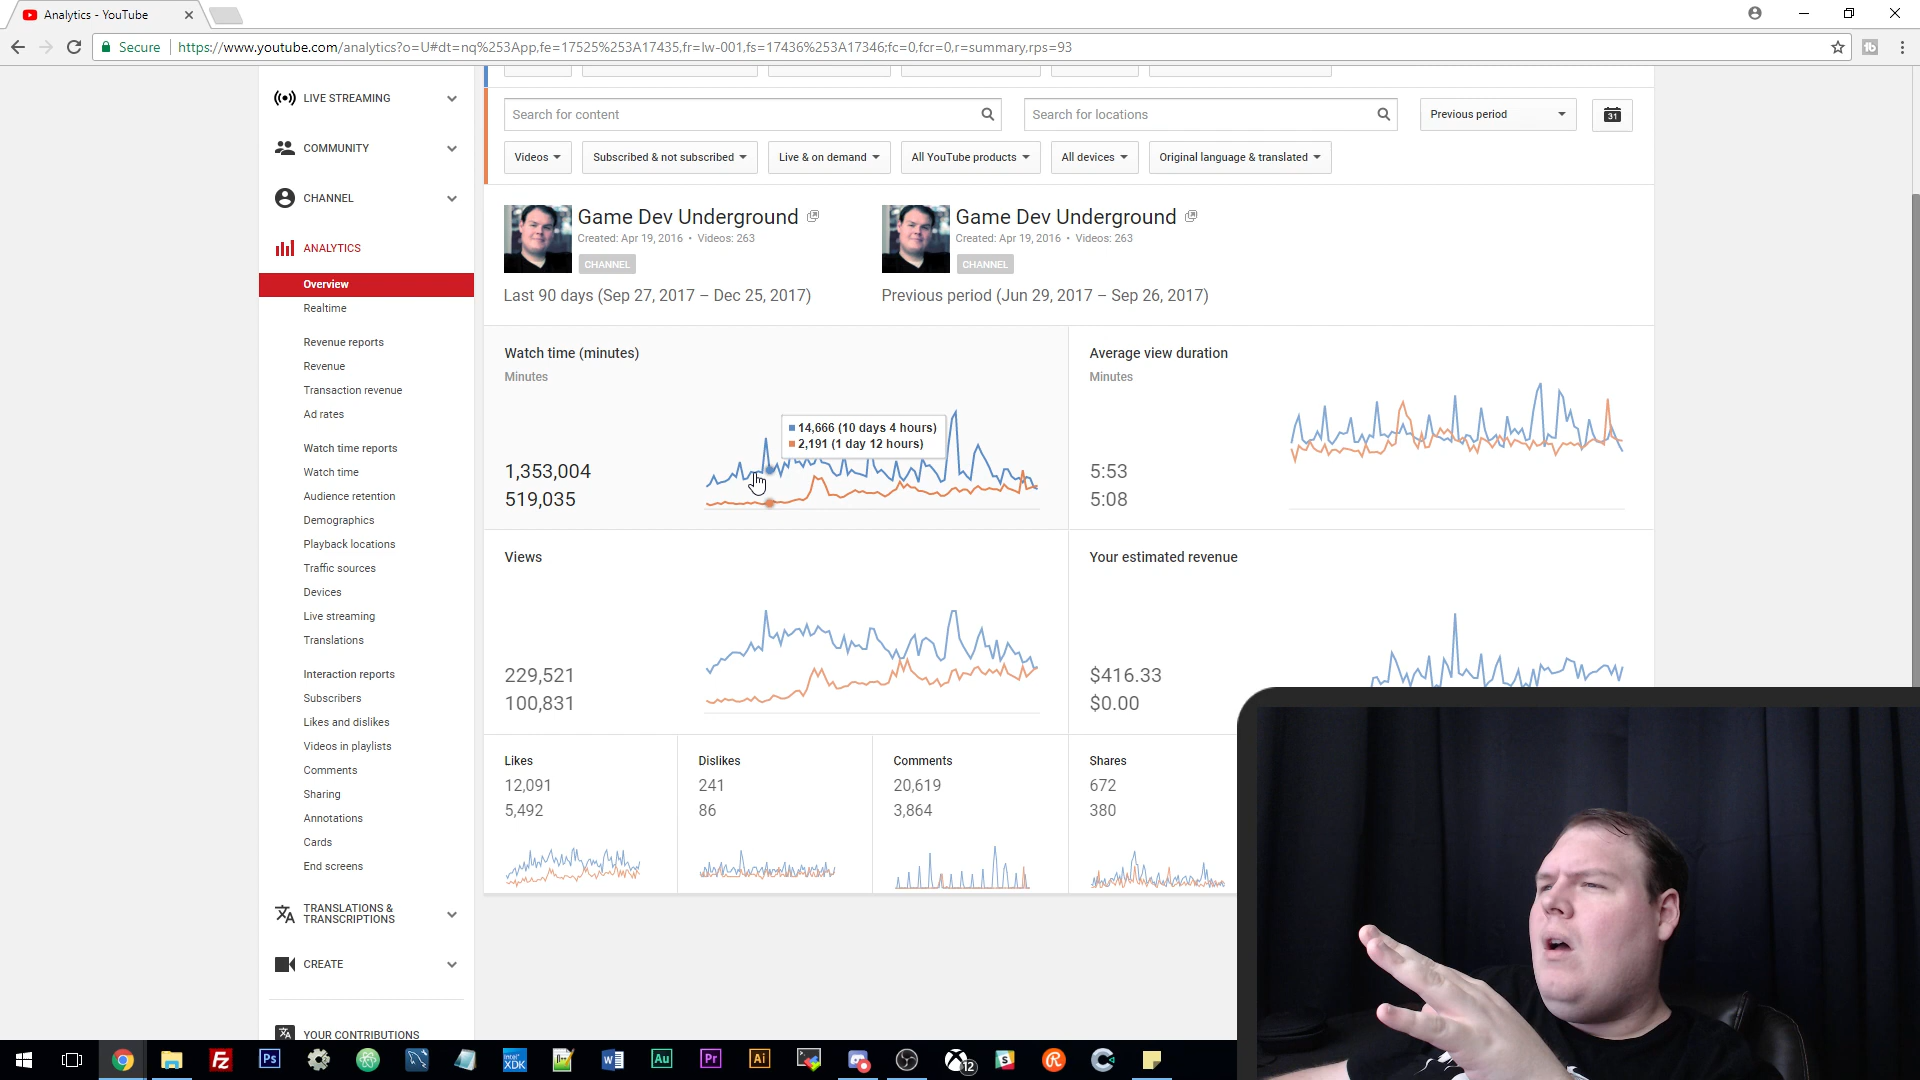 Analytics - YouTube
Secure
https://www.youtube.com/analytics?o=U#dt=nq%253App,fe=17525%253A17435,fr=lw-001,fs=17436%253A17346;fc=0,fcr=0,r=summary,rps=93
LIVE STREAMING
COMMUNITY
CHANNEL
ANALYTICS
Overview
Realtime
Revenue reports
Revenue
Transaction revenue
Ad rates
Watch time reports
Watch time
Audience retention
Demographics
Playback locations
Traffic sources
Devices
Live streaming
Translations
Interaction reports
Subscribers
Likes and dislikes
Videos in playlists
Comments
Sharing
Annotations
Cards
End screens
TRANSLATIONS &
TRANSCRIPTIONS
CREATE
YOUR CONTRIBUTIONS
Search for content
Search for locations
Previous period
31
Videos
Subscribed & not subscribed
Live & on demand
All YouTube products
All devices
Original language & translated
Game Dev Underground
Created: Apr 19, 2016 • Videos: 263
CHANNEL
Last 90 days (Sep 27, 2017 – Dec 25, 2017)
Game Dev Underground
Created: Apr 19, 2016 • Videos: 263
CHANNEL
Previous period (Jun 29, 2017 – Sep 26, 2017)
Watch time (minutes)
Minutes
1,353,004
519,035
14,666 (10 days 4 hours)
2,191 (1 day 12 hours)
Average view duration
Minutes
5:53
5:08
Views
229,521
100,831
Your estimated revenue
$416.33
$0.00
Likes
12,091
5,492
Dislikes
241
86
Comments
20,619
3,864
Shares
672
380
Fz
Ps
intel
XDK
W
Au
Pr
Ai
12
S
R
C